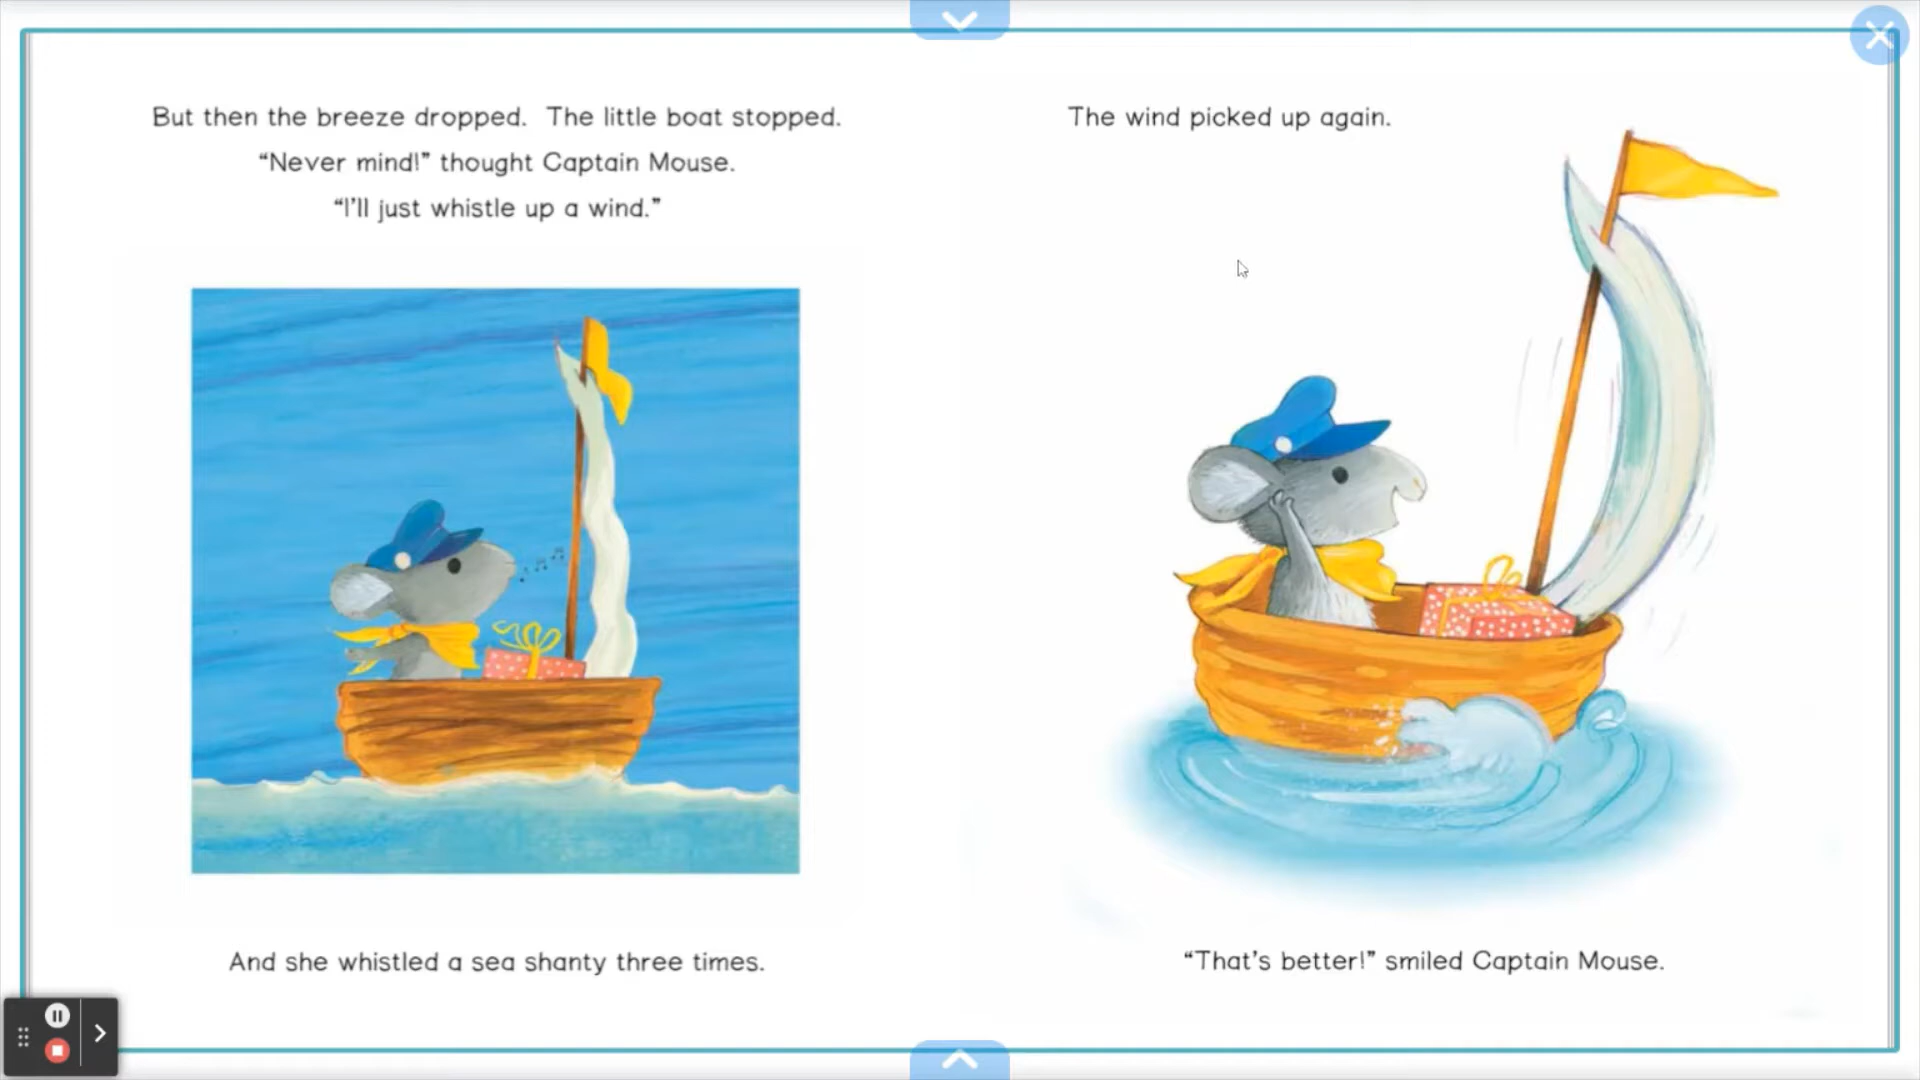 But then the breeze dropped.  The little boat stopped.
“Never mind!” thought Captain Mouse.
“I’ll just whistle up a wind.”
And she whistled a sea shanty three times.
The wind picked up again.
“That’s better!” smiled Captain Mouse.